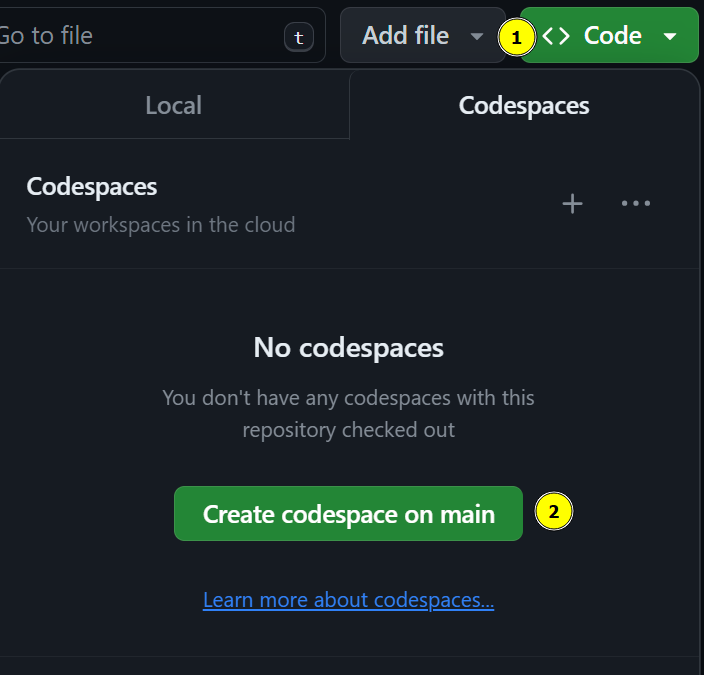 Go to file t Add file 1 <> Code
Local Codespaces
Codespaces
Your workspaces in the cloud
No codespaces
You don't have any codespaces with this
repository checked out
Create codespace on main 2
Learn more about codespaces...